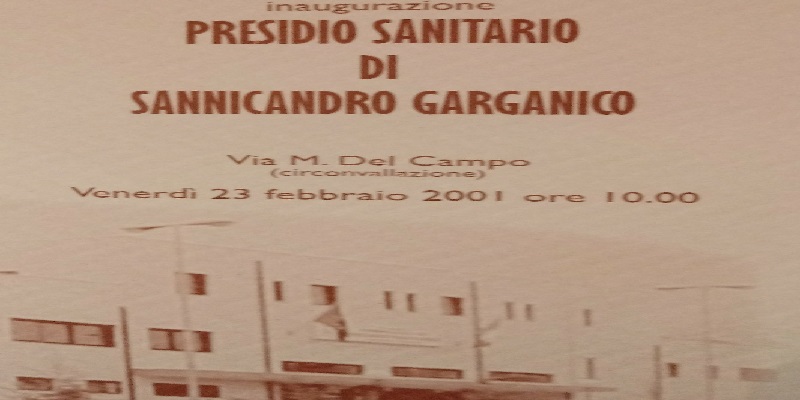 inaugurazione
PRESIDIO SANITARIO
DI
SANNICANDRO GARGANICO
Via M. Del Campo
(circonvallazione)
Venerdì 23 febbraio 2001 ore 10.00